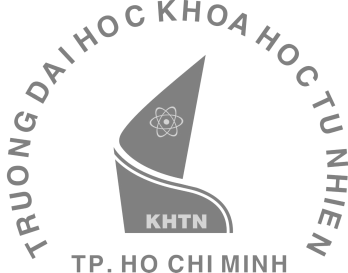 TRUONG DAI HOC KHOA HOC TU NHIEN
KHTN
TP. HO CHI MINH